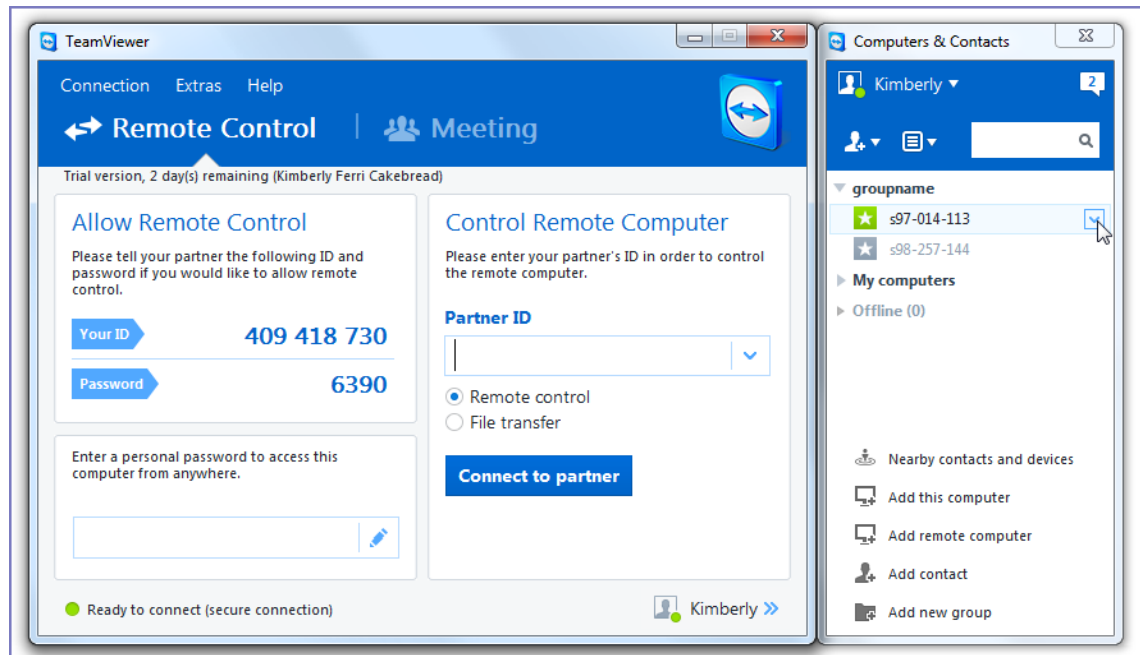 TeamViewer
Connection Extras Help
Remote Control Meeting
Trial version, 2 day(s) remaining (Kimberly Ferri Cakebread)
Allow Remote Control
Please tell your partner the following ID and
password if you would like to allow remote
control.
Your ID 409 418 730
Password 6390
Enter a personal password to access this
computer from anywhere.
Control Remote Computer
Please enter your partner's ID in order to control
the remote computer.
Partner ID
Remote control
File transfer
Connect to partner
Ready to connect (secure connection)
Kimberly
Computers & Contacts
Kimberly
2
groupname
s97-014-113
s98-257-144
My computers
Offline (0)
Nearby contacts and devices
Add this computer
Add remote computer
Add contact
Add new group